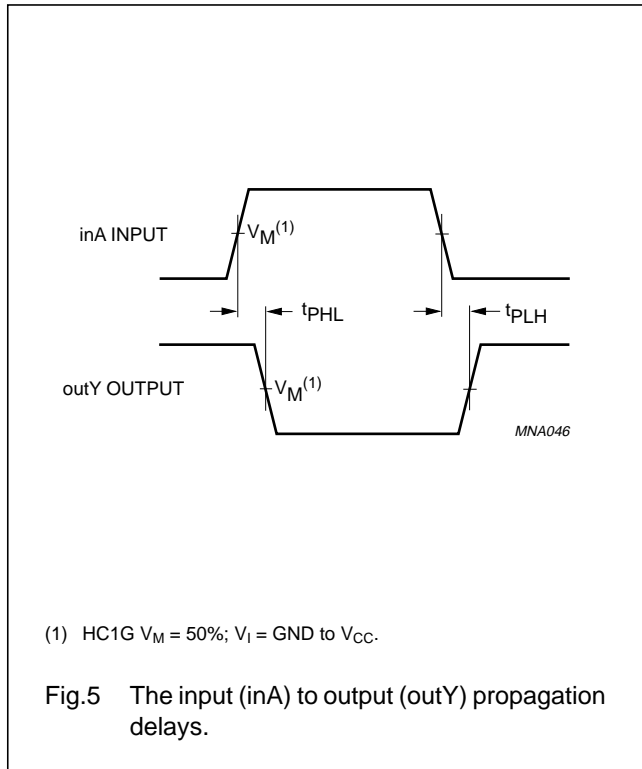 inA INPUT
VM(1)
tPHL
tPLH
outY OUTPUT
VM(1)
MNA046
(1) HC1G VM = 50%; VI = GND to VCC.
Fig.5 The input (inA) to output (outY) propagation
delays.